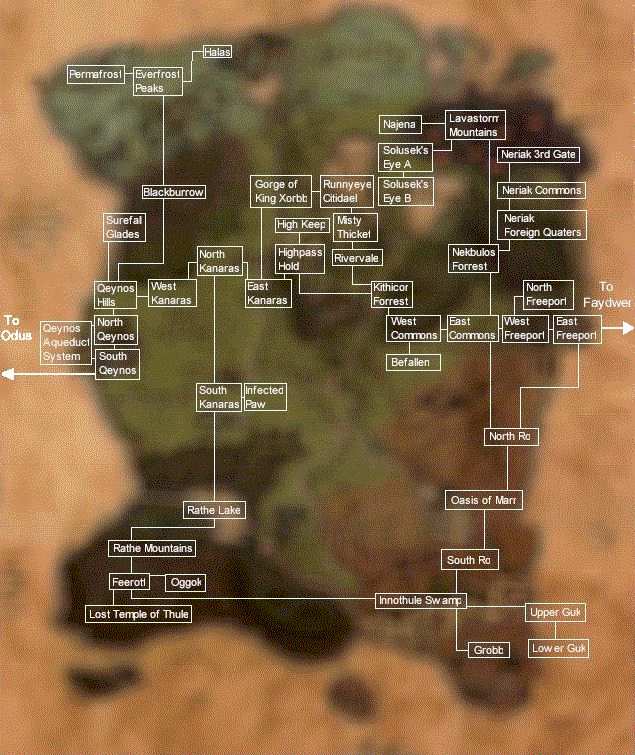 Halas
Permafrost
Everfrost
Peaks
Najena
Lavastorm
Mountains
Solusek's
Eye A
Neriak 3rd Gate
Gorge of
King Xorbb
Runnyeye
Citidael
Solusek's
Eye B
Neriak Commons
Blackburrow
Surefall
Glades
High Keep
Misty
Thicket
Neriak
Foreign Quaters
North
Kanaras
Highpass
Hold
Rivervale
Nekbulos
Forrest
Qeynos
Hills
West
Kanaras
East
Kanaras
Kithicor
Forrest
North
Freeport
To
Faydwer
To
Odus
Qeynos
Aqueduct
System
North
Qeynos
West
Commons
East
Commons
West
Freeport
East
Freeport
South
Qeynos
Befallen
South
Kanaras
Infected
Paw
North Ro
Oasis of Marr
Rathe Lake
Rathe Mountains
South Ro
Feerott
Oggok
Innothule Swamp
Lost Temple of Thule
Upper Guk
Grobb
Lower Guk